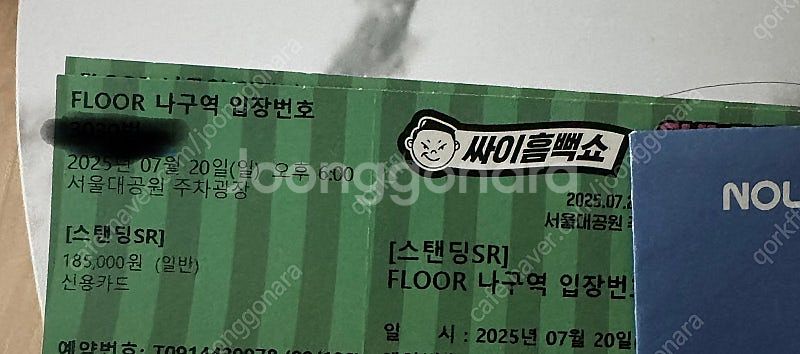 FLOOR 나구역 입장번호
2025년 07월 20일(일) 오후 6:00
서울대공원 주차광장
[스탠딩SR]
185,000원 (일반)
신용카드
예약번호:
싸이흠뻑쇼
2025.07.2
서울대공원
[스탠딩SR]
FLOOR 나구역 입장번
일 시 : 2025년 07월 20일
NOL
joonggonara